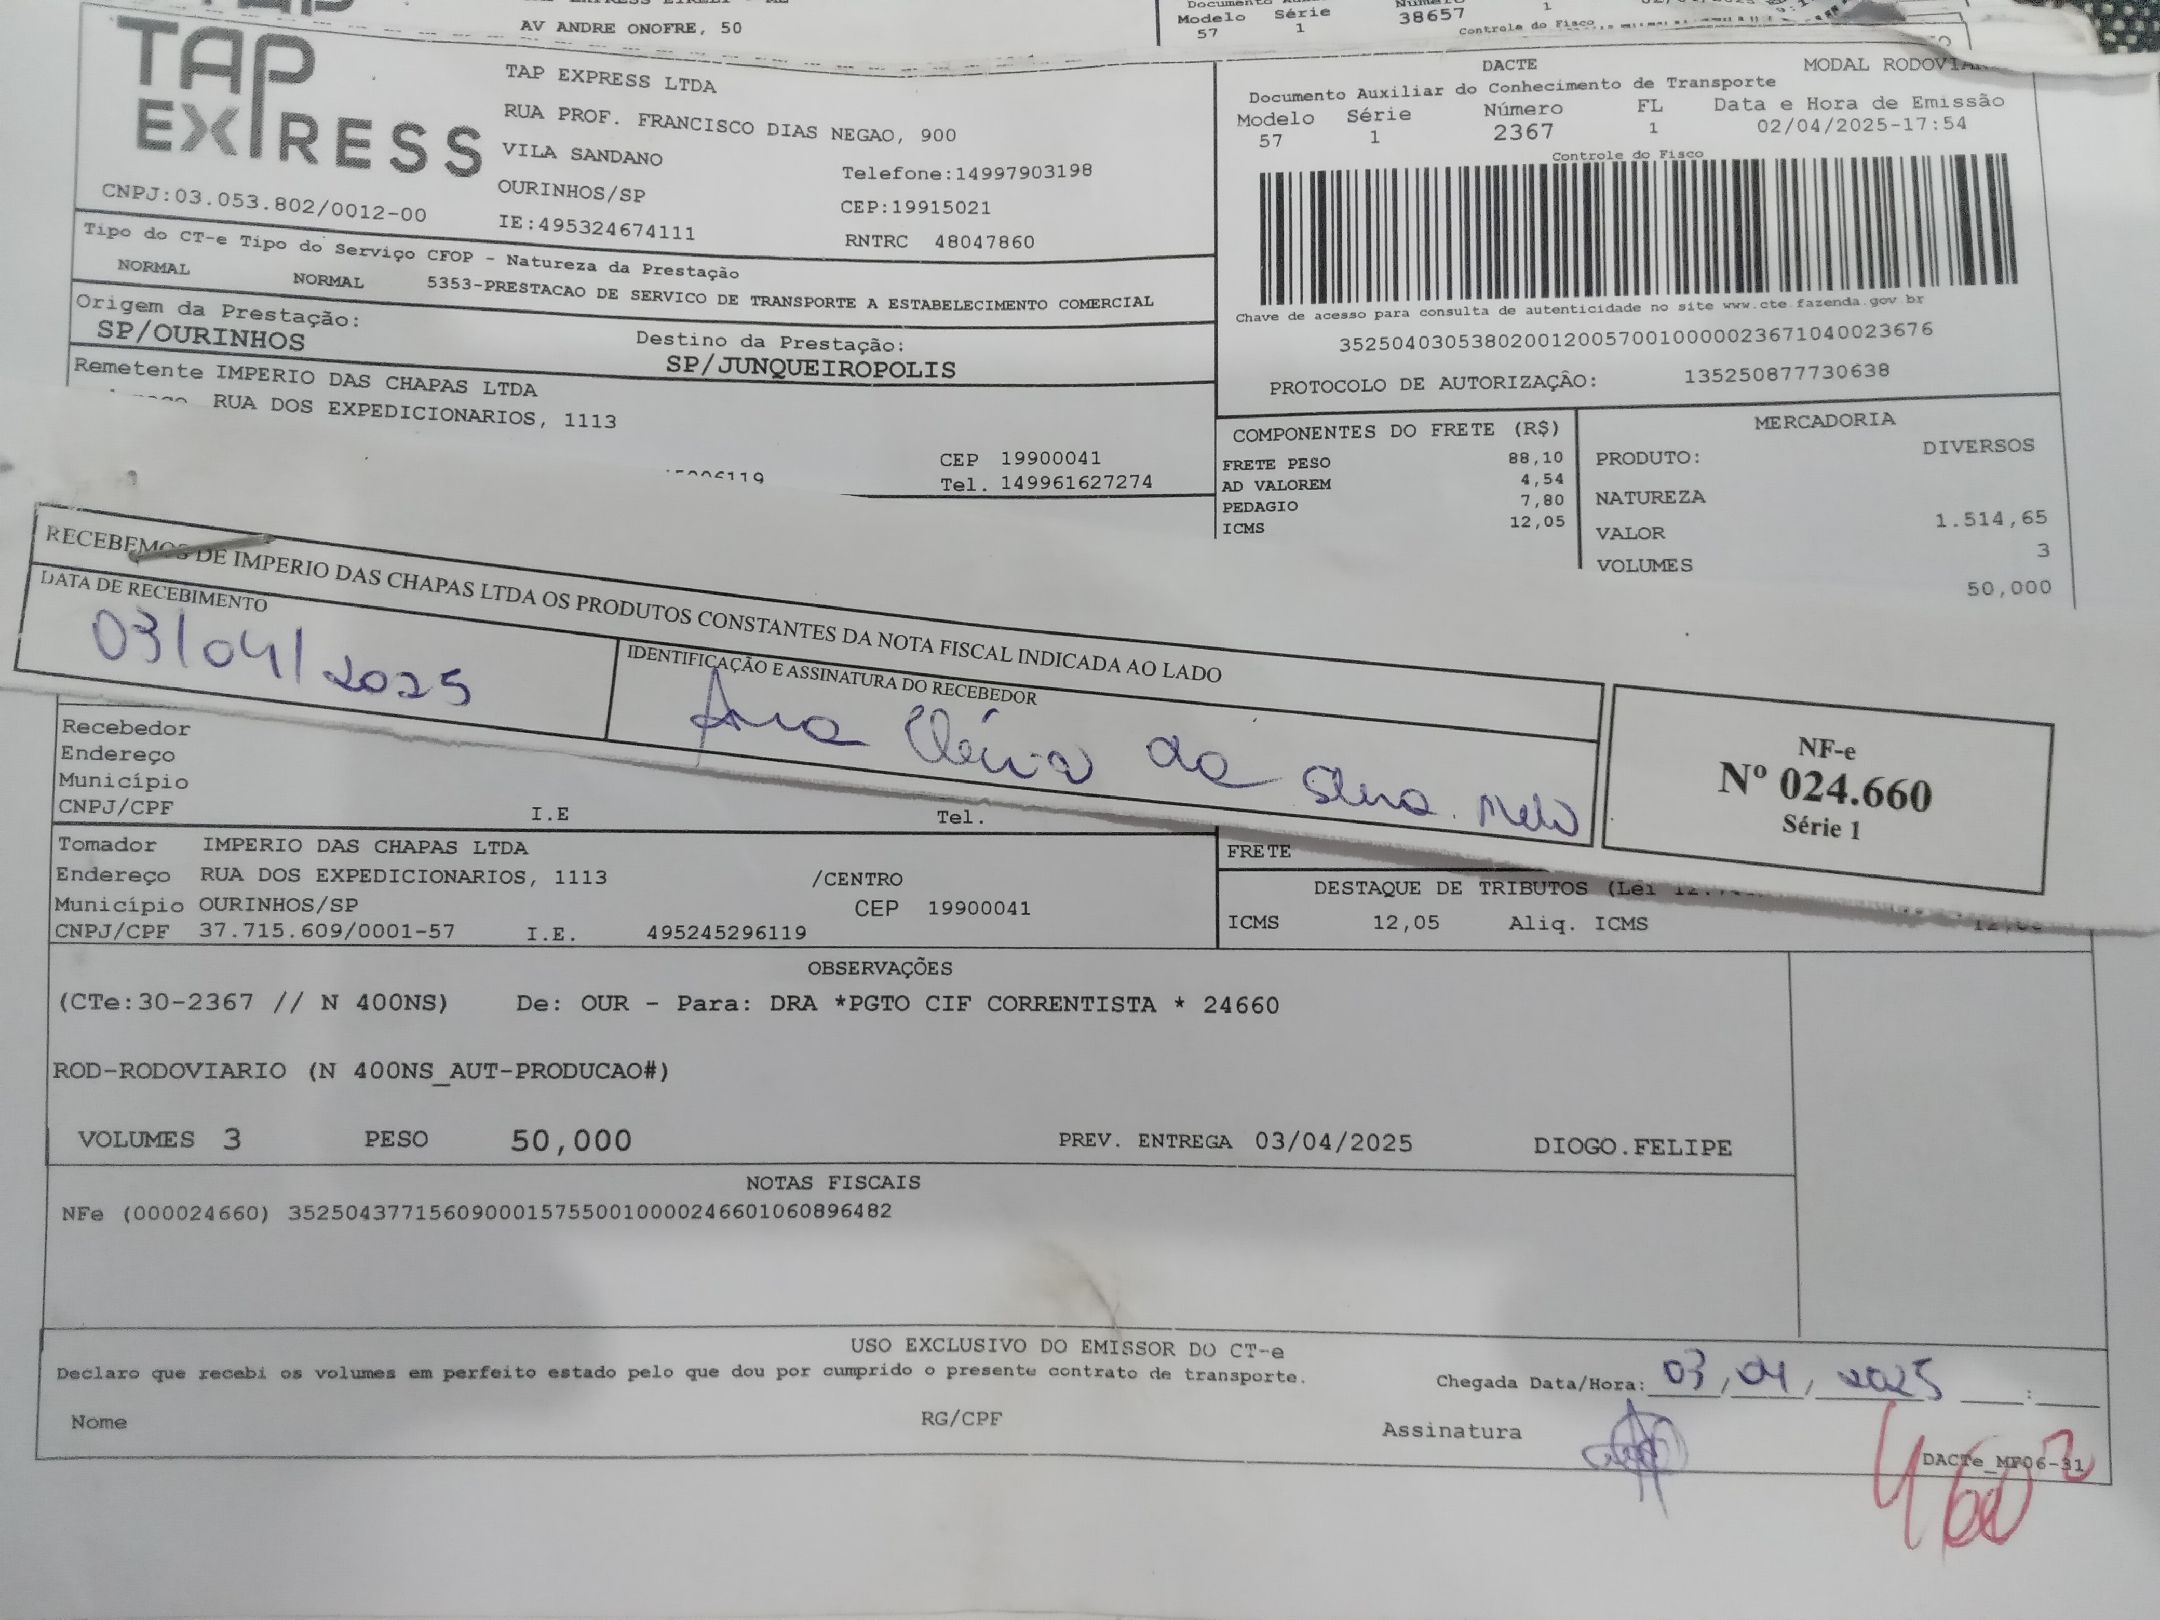 AV ANDRE ONOFRE, 50
Modelo Série
57 1 38657 1
Controle do Fisco
TAP
EXPRESS
CNPJ:03.053.802/0012-00
TAP EXPRESS LTDA
RUA PROF. FRANCISCO DIAS NEGAO, 900
VILA SANDANO
OURINHOS/SP
IE:495324674111
Telefone:14997903198
CEP:19915021
RNTRC 48047860
DACTE MODAL
Documento Auxiliar do Conhecimento de Transporte
Modelo Série Número FL Data e Hora de Emissão
57 1 2367 1 02/04/2025-17:54
Controle do Fisco
Chave de acesso para consulta de autenticidade no site www.cte.fazenda.gov.br
35250403053802001200570010000023671040023676
PROTOCOLO DE AUTORIZAÇÃO: 135250877730638
Tipo do CT-e Tipo do Serviço CFOP - Natureza da Prestação
NORMAL NORMAL 5353-PRESTACAO DE SERVICO DE TRANSPORTE A ESTABELECIMENTO COMERCIAL
Origem da Prestação: Destino da Prestação:
SP/OURINHOS SP/JUNQUEIROPOLIS
Remetente IMPERIO DAS CHAPAS LTDA
RUA DOS EXPEDICIONARIOS, 1113
CEP 19900041
Tel. 149961627274
COMPONENTES DO FRETE (R$)
FRETE PESO 88,10
AD VALOREM 4,54
PEDAGIO 7,80
ICMS 12,05
MERCADORIA
PRODUTO: DIVERSOS
NATUREZA
VALOR 1.514,65
VOLUMES 3
50,000
RECEBEMOS DE IMPERIO DAS CHAPAS LTDA OS PRODUTOS CONSTANTES DA NOTA FISCAL INDICADA AO LADO
DATA DE RECEBIMENTO
03/04/2025
IDENTIFICAÇÃO E ASSINATURA DO RECEBEDOR
Ana Clécia da Silva Melo
NF-e
Nº 024.660
Série 1
Recebedor
Endereço
Município
CNPJ/CPF I.E Tel.
Tomador IMPERIO DAS CHAPAS LTDA
Endereço RUA DOS EXPEDICIONARIOS, 1113 /CENTRO
Município OURINHOS/SP CEP 19900041
CNPJ/CPF 37.715.609/0001-57 I.E. 495245296119
FRETE
DESTAQUE DE TRIBUTOS (Lei
ICMS 12,05 Aliq. ICMS
OBSERVAÇÕES
(CTe:30-2367 // N 400NS) De: OUR - Para: DRA *PGTO CIF CORRENTISTA * 24660
ROD-RODOVIARIO (N 400NS_AUT-PRODUCAO#)
VOLUMES 3 PESO 50,000 PREV. ENTREGA 03/04/2025 DIOGO.FELIPE
NOTAS FISCAIS
NFe (000024660) 35250437715609000157550010000246601060896482
USO EXCLUSIVO DO EMISSOR DO CT-e
Declaro que recebi os volumes em perfeito estado pelo que dou por cumprido o presente contrato de transporte.
Chegada Data/Hora: 03/04/2025 :
Nome RG/CPF Assinatura
DACTe_MP06-31